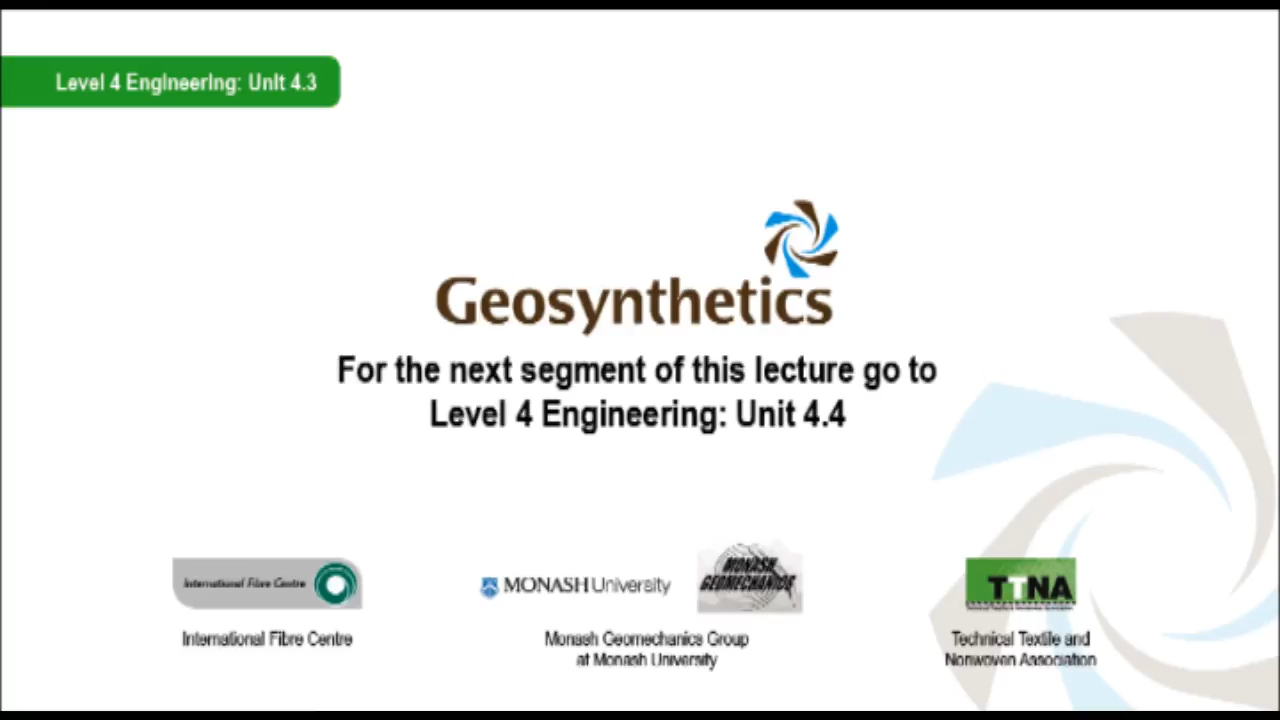 Level 4 Engineering: Unit 4.3
Geosynthetics
For the next segment of this lecture go to
Level 4 Engineering: Unit 4.4
International Fibre Centre
MONASH University
MONASH
GEOMECHANICS
TTNA
International Fibre Centre
Monash Geomechanics Group
at Monash University
Technical Textile and
Nonwoven Association